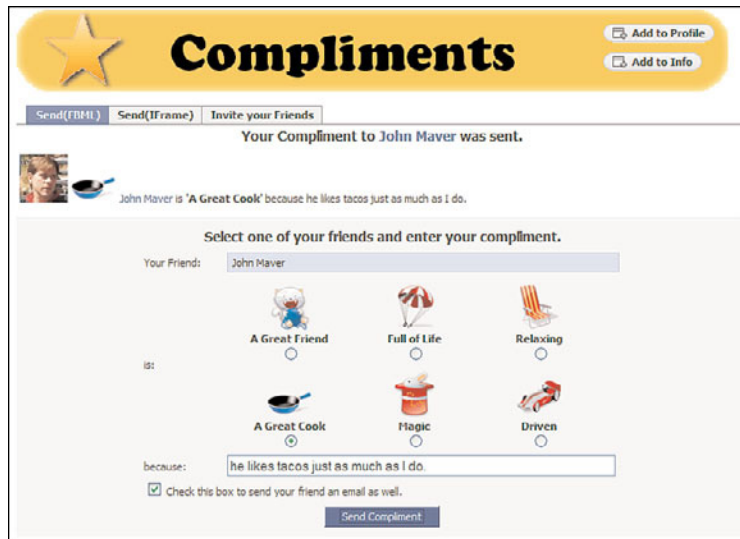 Compliments
Add to Profile
Add to Info
Send(FBML) Send(IFrame) Invite your Friends
Your Compliment to John Maver was sent.
John Maver is 'A Great Cook' because he likes tacos just as much as I do.
Select one of your friends and enter your compliment.
Your Friend: John Maver
A Great Friend Full of Life Relaxing
is:
A Great Cook Magic Driven
because: he likes tacos just as much as I do.
Check this box to send your friend an email as well.
Send Compliment